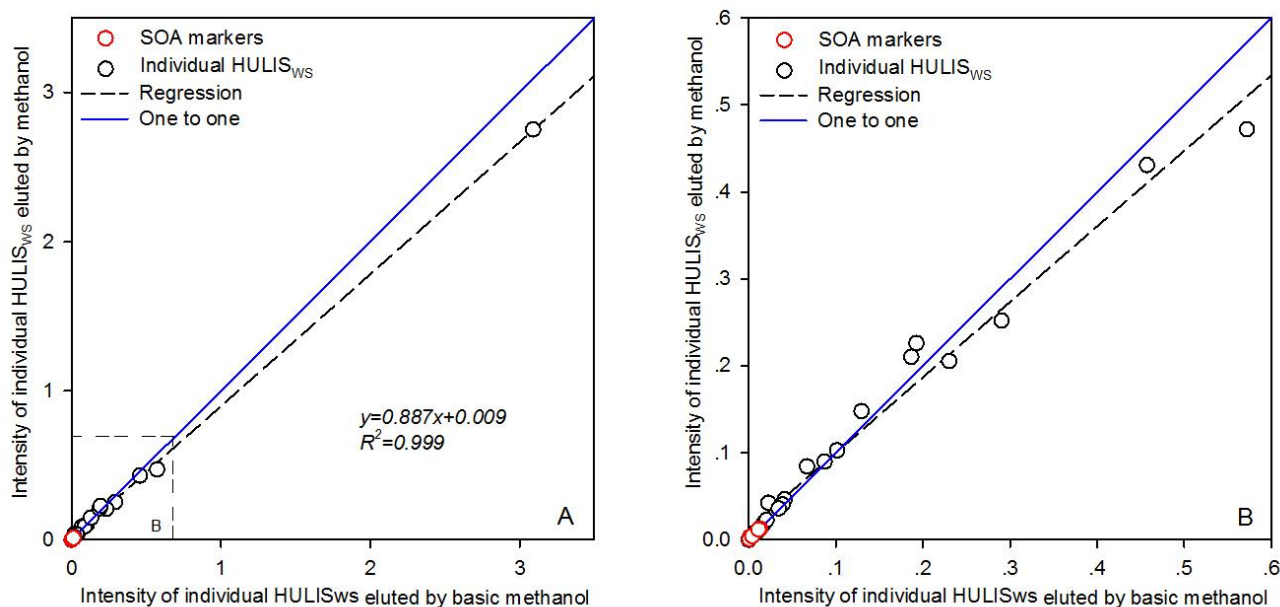 Intensity of individual HULISWS eluted by methanol
3
2
1
0
SOA markers
Individual HULISWS
Regression
One to one
y=0.887x+0.009
R2=0.999
B
A
0 1 2 3
Intensity of individual HULISws eluted by basic methanol
Intensity of individual HULISWS eluted by methanol
.6
.5
.4
.3
.2
.1
0.0
SOA markers
Individual HULISWS
Regression
One to one
B
0.0 .1 .2 .3 .4 .5 .6
Intensity of individual HULISws eluted by basic methanol